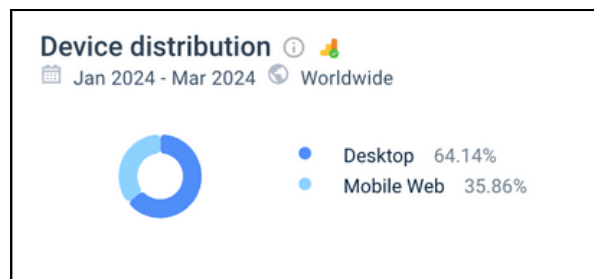 Device distribution
Jan 2024 - Mar 2024 Worldwide
Desktop 64.14%
Mobile Web 35.86%